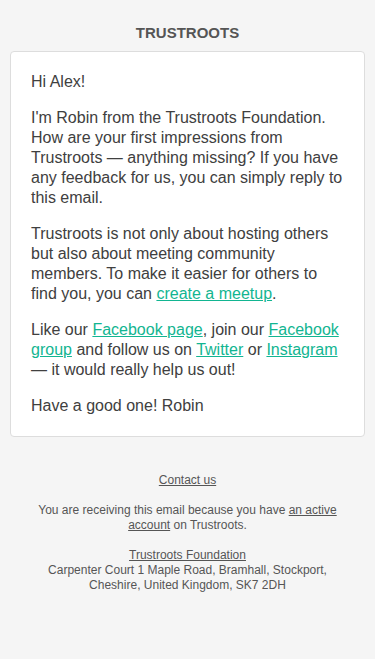 TRUSTROOTS
Hi Alex!
I'm Robin from the Trustroots Foundation.
How are your first impressions from
Trustroots — anything missing? If you have
any feedback for us, you can simply reply to
this email.
Trustroots is not only about hosting others
but also about meeting community
members. To make it easier for others to
find you, you can create a meetup.
Like our Facebook page, join our Facebook
group and follow us on Twitter or Instagram
— it would really help us out!
Have a good one! Robin
Contact us
You are receiving this email because you have an active
account on Trustroots.
Trustroots Foundation
Carpenter Court 1 Maple Road, Bramhall, Stockport,
Cheshire, United Kingdom, SK7 2DH